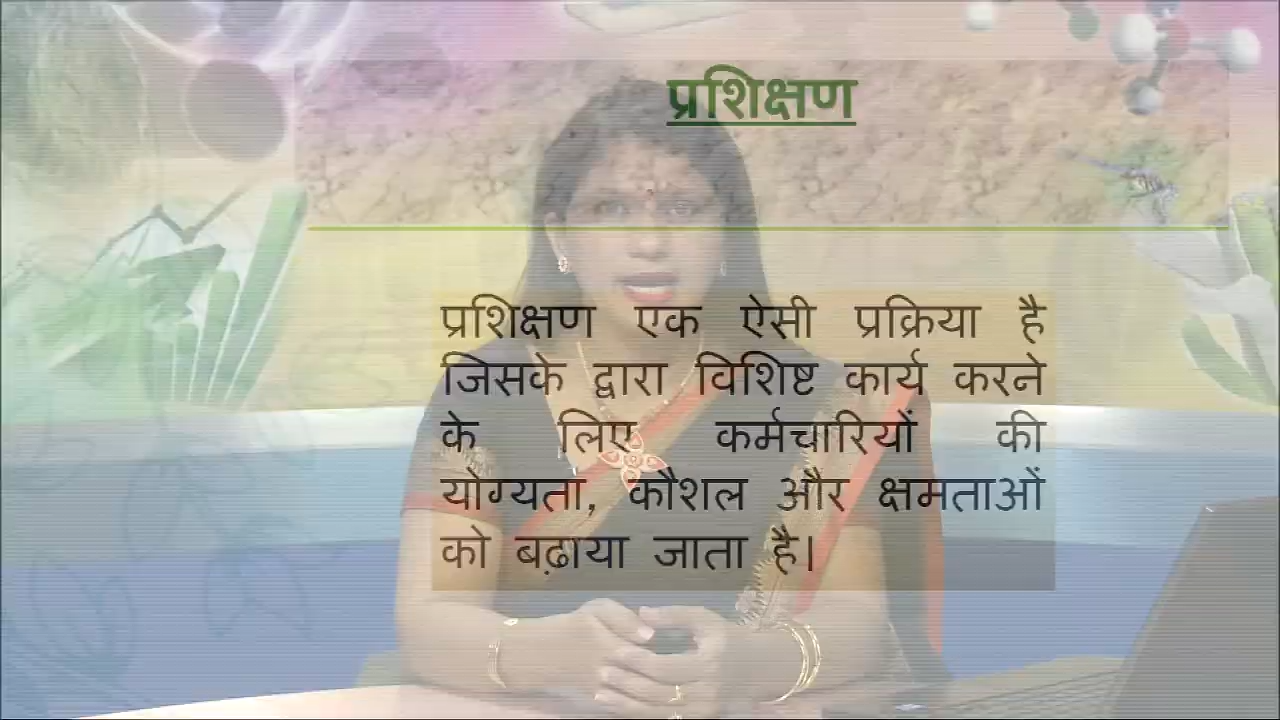 प्रशिक्षण
प्रशिक्षण एक ऐसी प्रक्रिया है
जिसके द्वारा विशिष्ट कार्य करने
के लिए कर्मचारियों की
योग्यता, कौशल और क्षमताओं
को बढ़ाया जाता है।